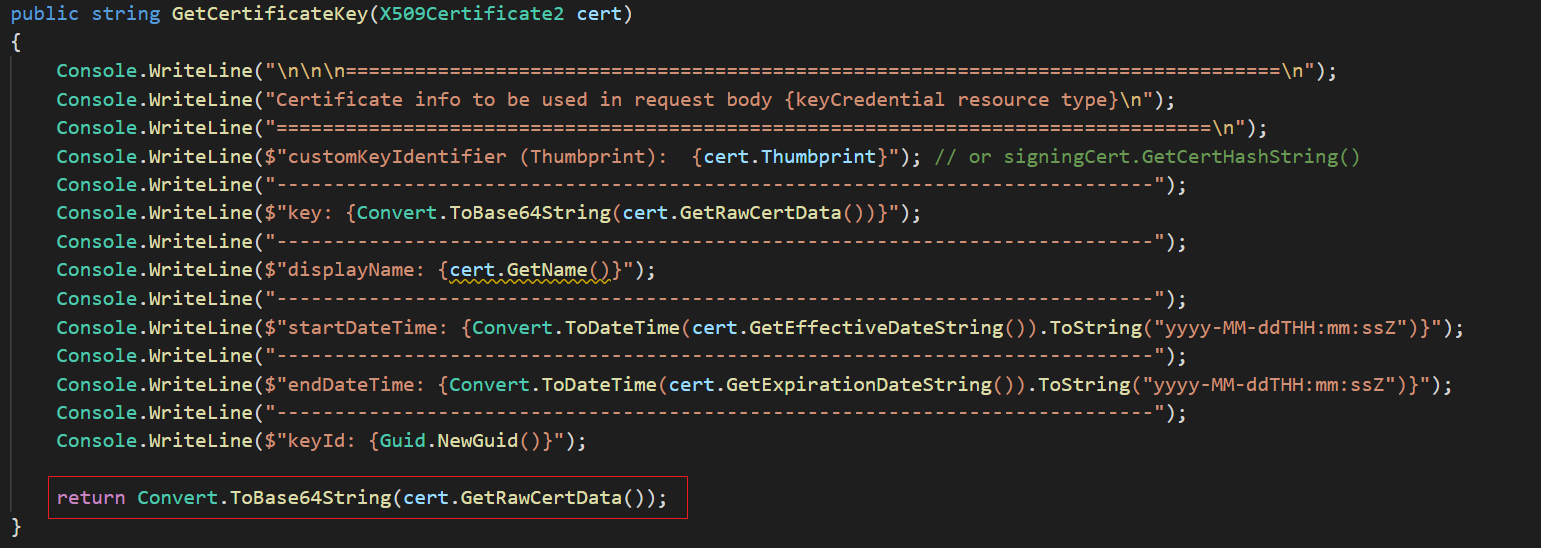 public string GetCertificateKey(X509Certificate2 cert)
{
Console.WriteLine("\n\n\n=================================================================================\n");
Console.WriteLine("Certificate info to be used in request body {keyCredential resource type}\n");
Console.WriteLine("=================================================================================\n");
Console.WriteLine($"customKeyIdentifier (Thumbprint):  {cert.Thumbprint}"); // or signingCert.GetCertHashString()
Console.WriteLine("----------------------------------------------------------------------------");
Console.WriteLine($"key: {Convert.ToBase64String(cert.GetRawCertData())}");
Console.WriteLine("----------------------------------------------------------------------------");
Console.WriteLine($"displayName: {cert.GetName()}");
Console.WriteLine("----------------------------------------------------------------------------");
Console.WriteLine($"startDateTime: {Convert.ToDateTime(cert.GetEffectiveDateString()).ToString("yyyy-MM-ddTHH:mm:ssZ")}");
Console.WriteLine("----------------------------------------------------------------------------");
Console.WriteLine($"endDateTime: {Convert.ToDateTime(cert.GetExpirationDateString()).ToString("yyyy-MM-ddTHH:mm:ssZ")}");
Console.WriteLine("----------------------------------------------------------------------------");
Console.WriteLine($"keyId: {Guid.NewGuid()}");
return Convert.ToBase64String(cert.GetRawCertData());
}